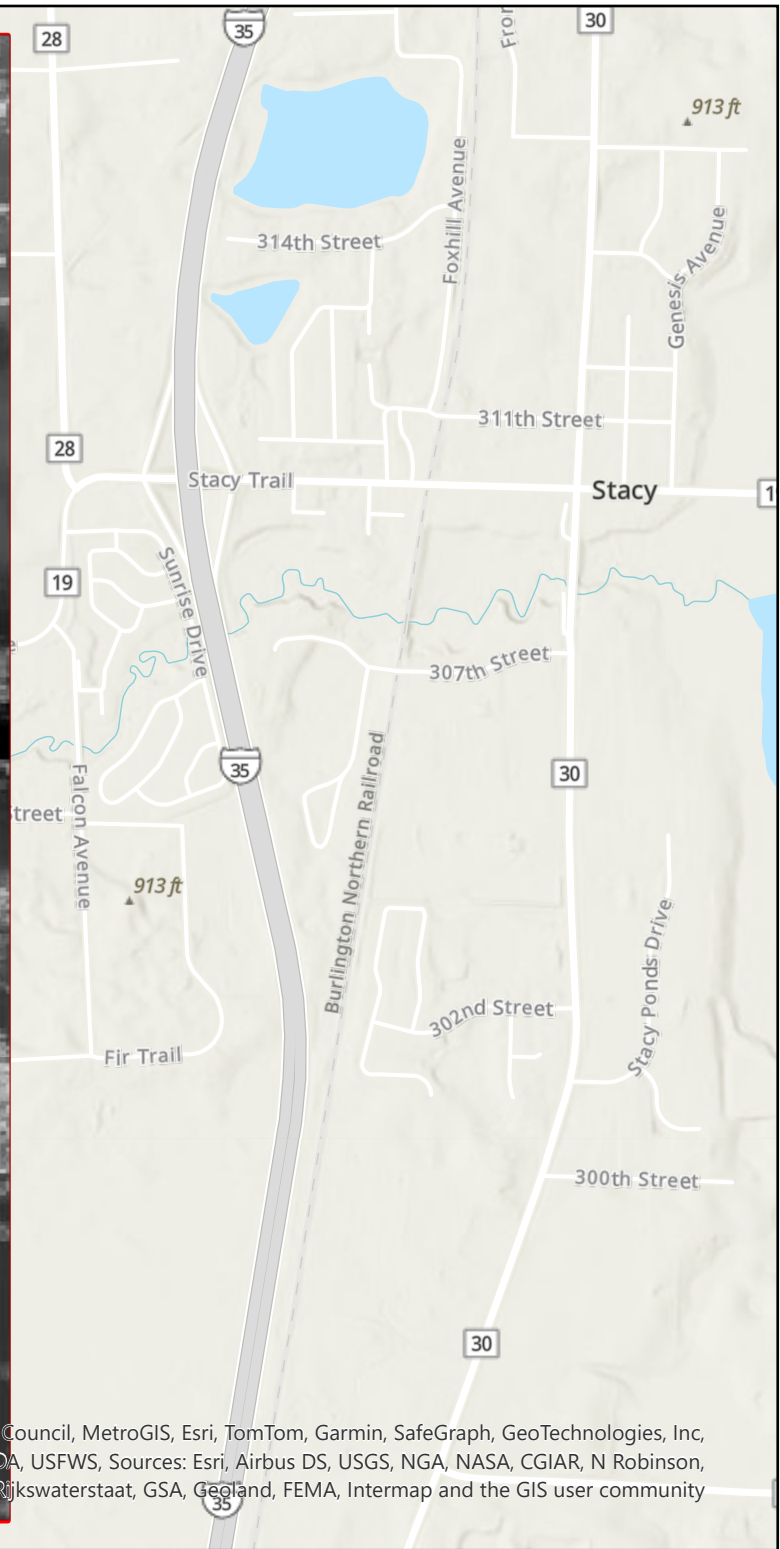 35
30
28
Fron
913 ft
Foxhill Avenue
314th Street
Genesis Avenue
311th Street
28
Stacy Trail
Stacy
19
Sunrise Drive
307th Street
35
30
Falcon Avenue
Burlington Northern Railroad
treet
913 ft
Stacy Ponds Drive
302nd Street
Fir Trail
300th Street
30
Council, MetroGIS, Esri, TomTom, Garmin, SafeGraph, GeoTechnologies, Inc,
DA, USFWS, Sources: Esri, Airbus DS, USGS, NGA, NASA, CGIAR, N Robinson,
Rijkswaterstaat, GSA, Geoland, FEMA, Intermap and the GIS user community
35